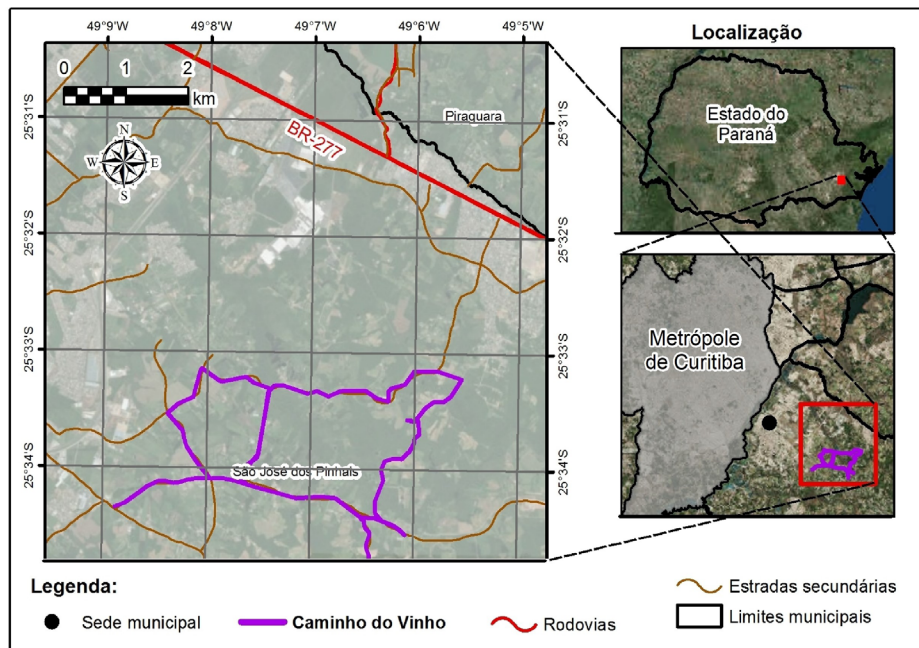 49°9'W 49°8'W 49°7'W 49°6'W 49°5'W
0 1 2
km
N
W E
S
BR-277
Piraquara
São José dos Pinhais
25°31'S
25°32'S
25°33'S
25°34'S
25°31'S
25°32'S
25°33'S
25°34'S
Localização
Estado do
Paraná
Metrópole
de Curitiba
Legenda:
Sede municipal
Caminho do Vinho
Rodovias
Estradas secundárias
Limites municipais